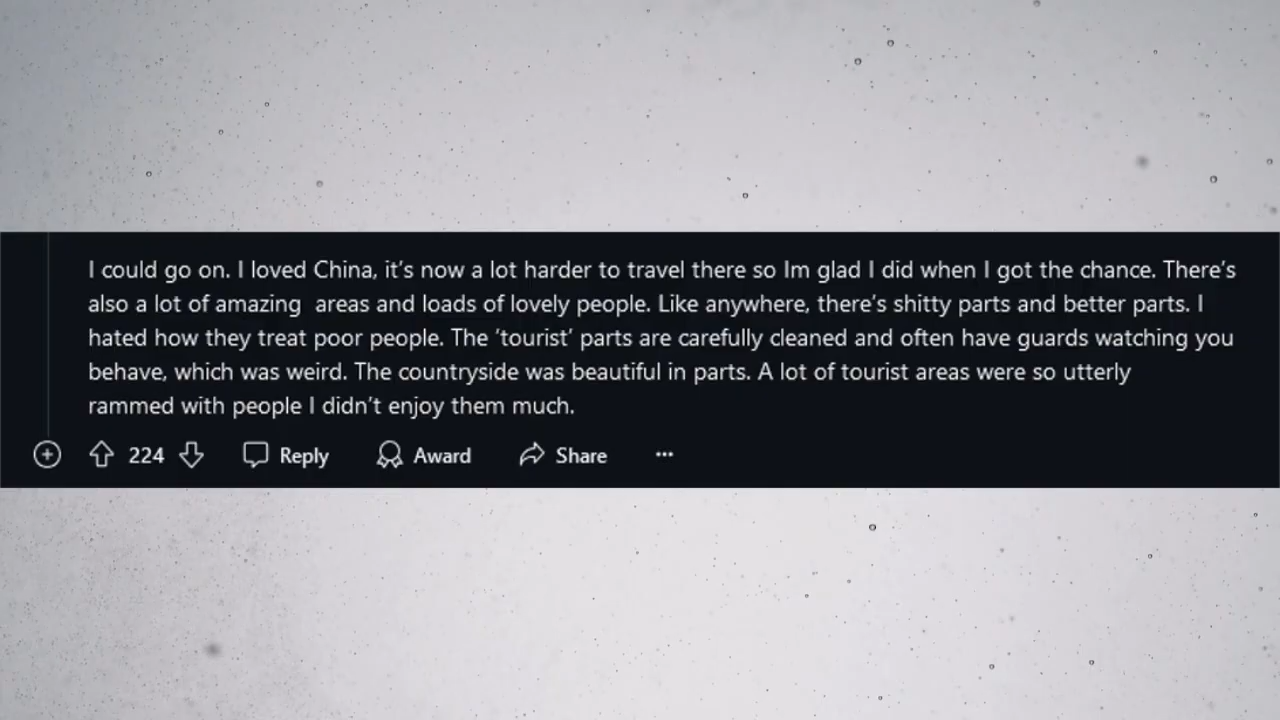 I could go on. I loved China, it’s now a lot harder to travel there so Im glad I did when I got the chance. There’s
also a lot of amazing  areas and loads of lovely people. Like anywhere, there’s shitty parts and better parts. I
hated how they treat poor people. The ‘tourist’ parts are carefully cleaned and often have guards watching you
behave, which was weird. The countryside was beautiful in parts. A lot of tourist areas were so utterly
rammed with people I didn’t enjoy them much.
224 Reply Award Share ...